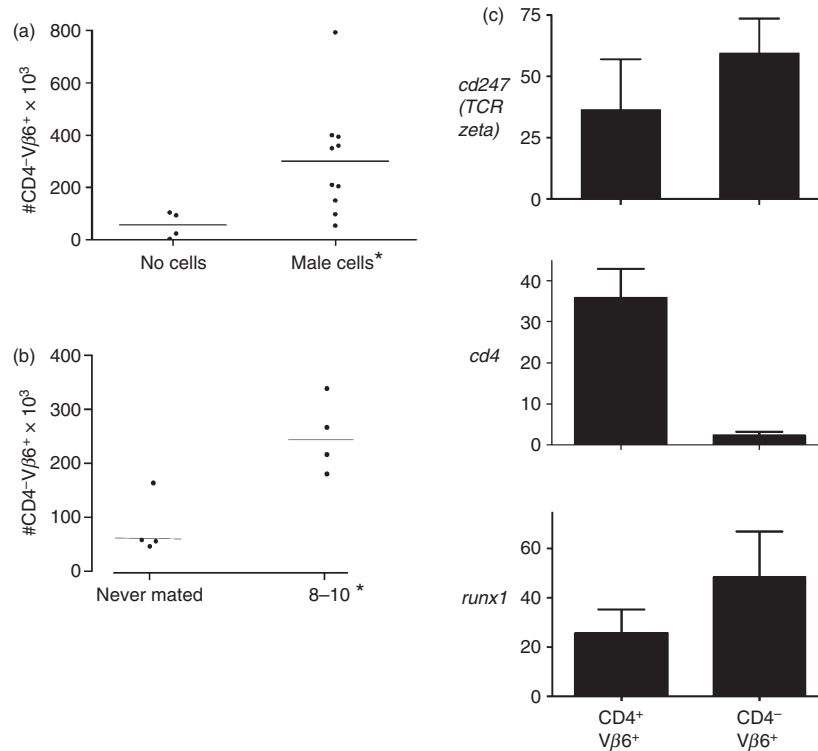 (a)
#CD4⁻Vβ6⁺ × 10³
800
600
400
200
0
No cells
Male cells*
(b)
#CD4⁻Vβ6⁺ × 10³
400
300
200
100
0
Never mated
8–10 *
(c)
cd247
(TCR
zeta)
75
50
25
0
cd4
40
30
20
10
0
runx1
60
40
20
0
CD4⁺
Vβ6⁺
CD4⁻
Vβ6⁺